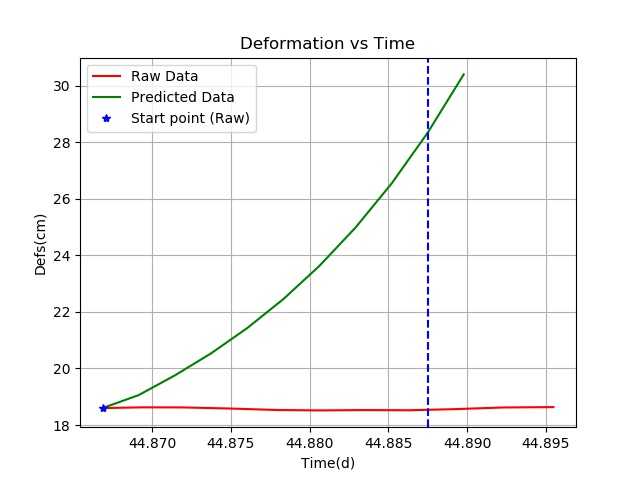 Deformation vs Time
Raw Data
Predicted Data
Start point (Raw)
Defs(cm)
30
28
26
24
22
20
18
44.870 44.875 44.880 44.885 44.890 44.895
Time(d)